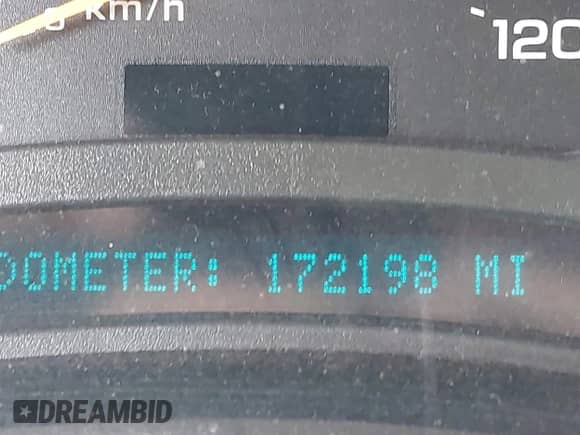 km/h
120
DOMETER: 172198 MI
DREAMBID